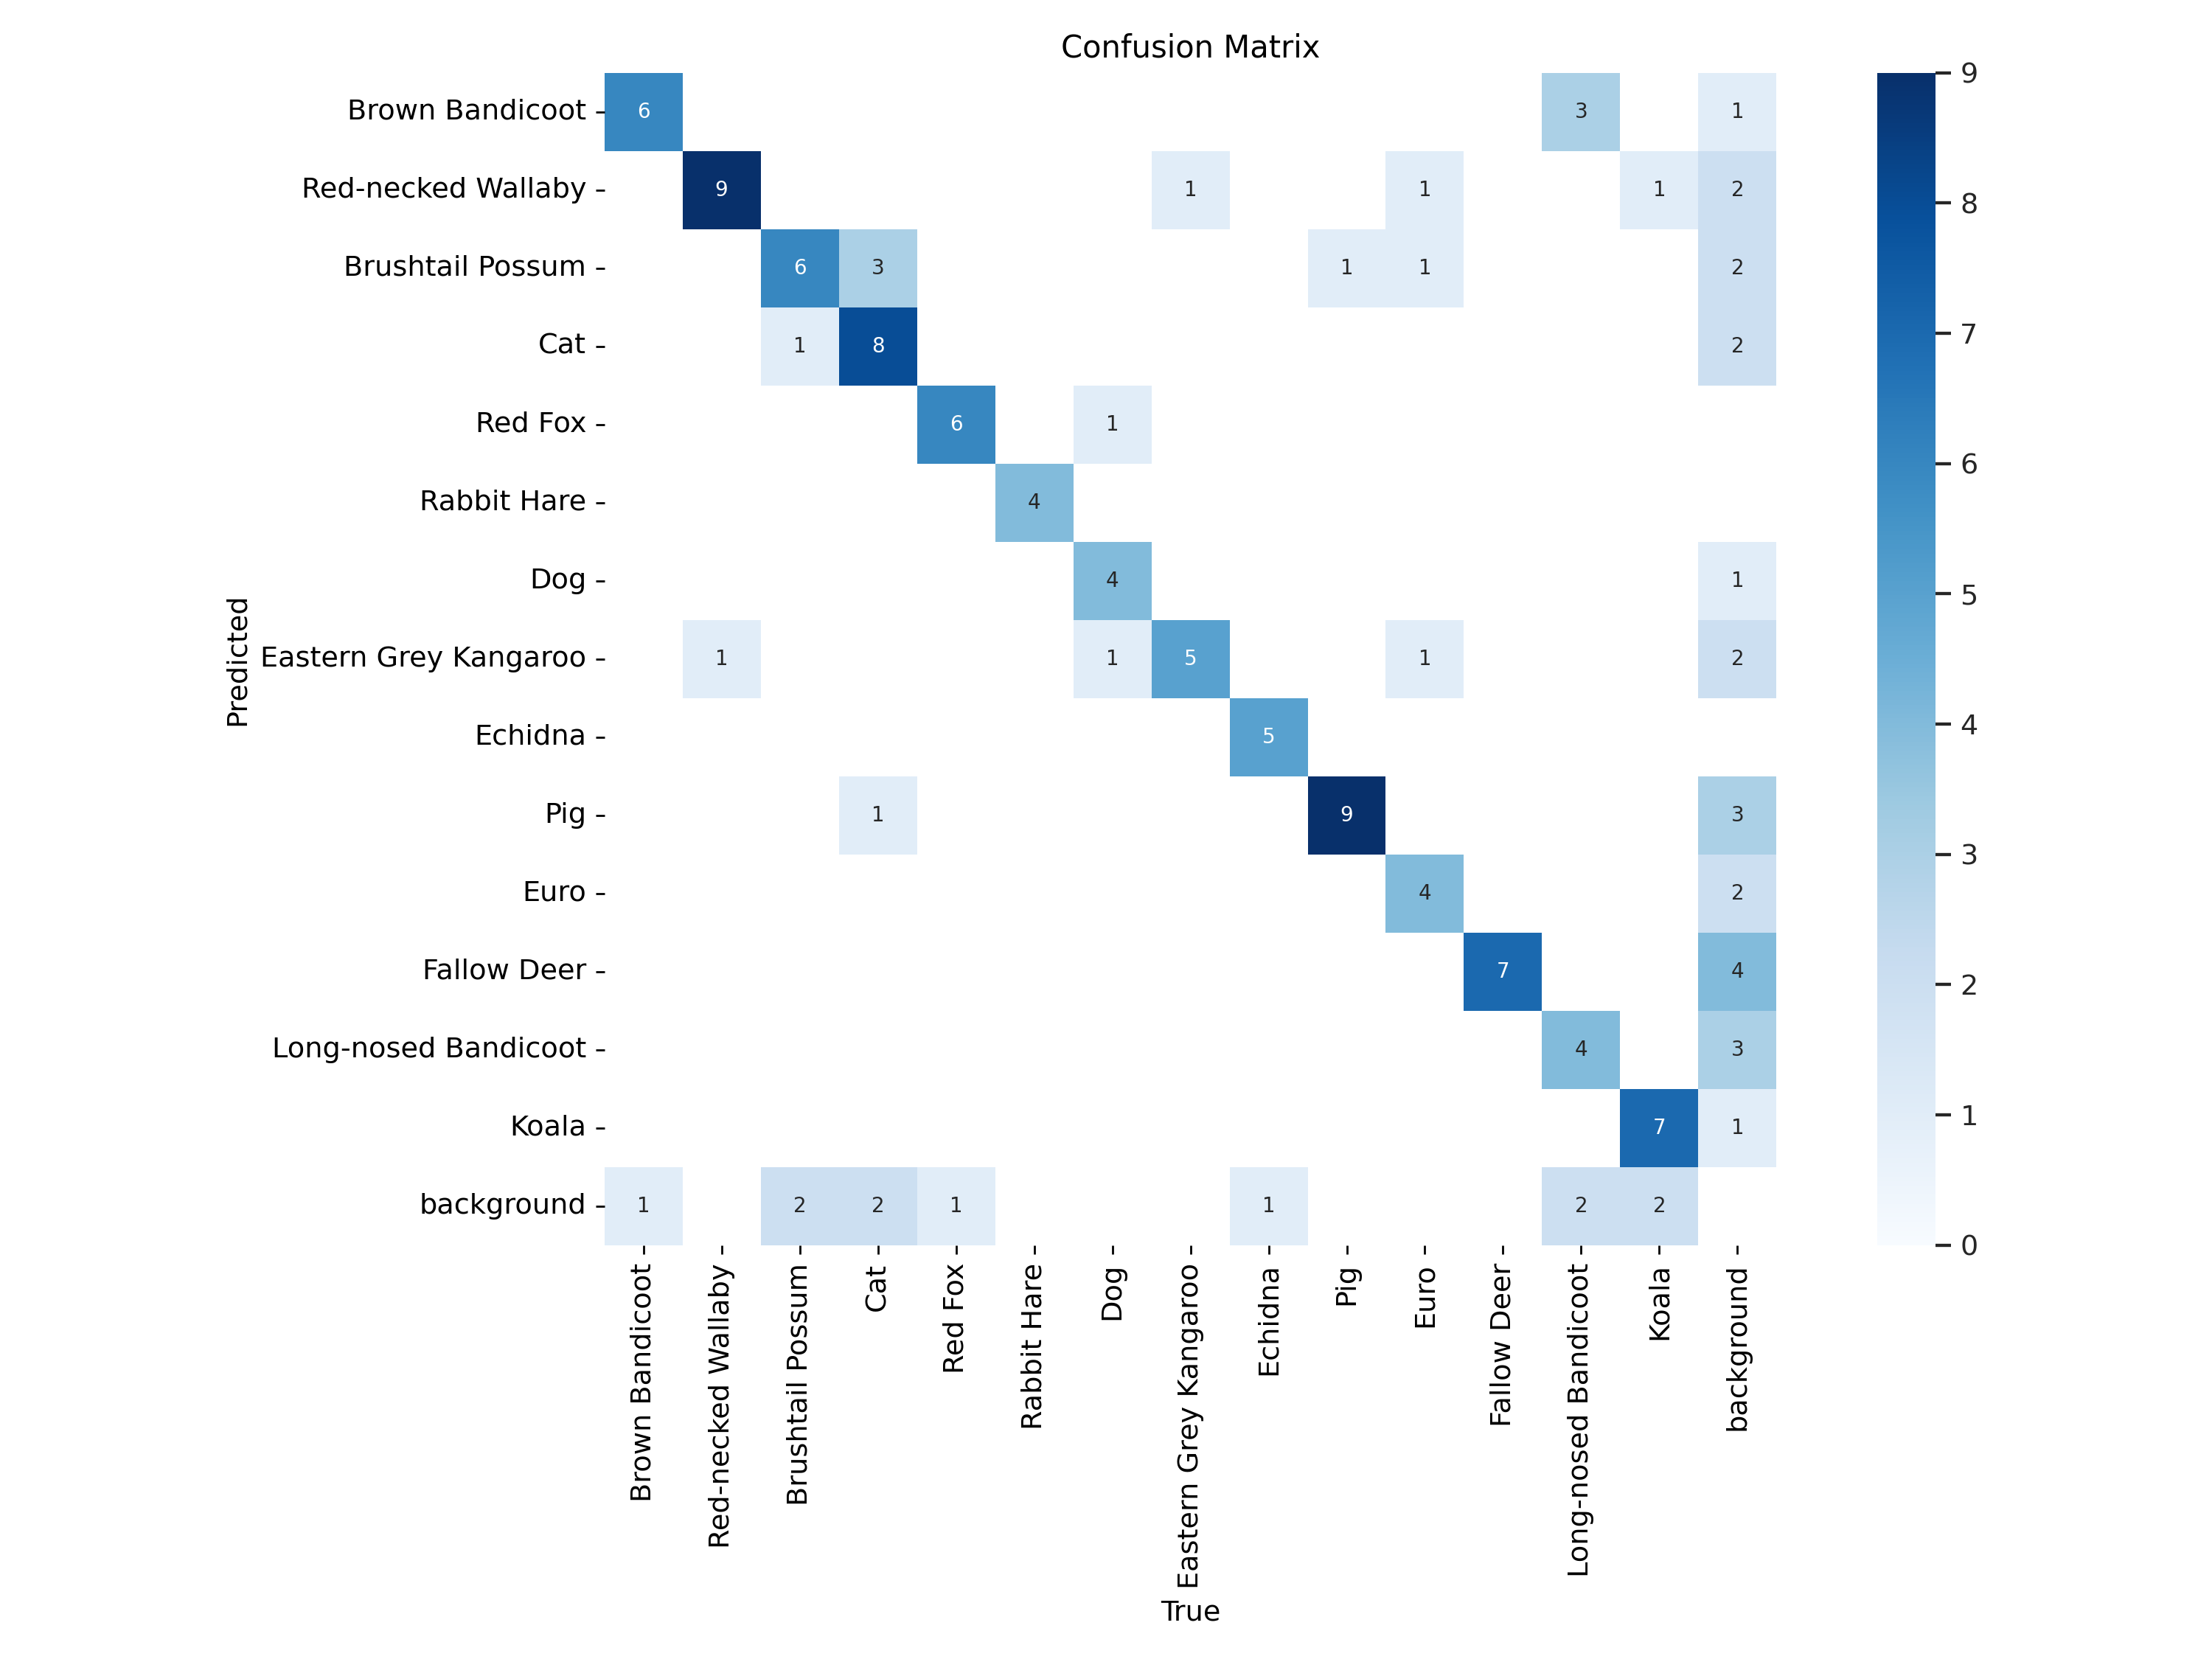 Confusion Matrix
Brown Bandicoot 6 3 1
Red-necked Wallaby 9 1 1 1 2
Brushtail Possum 6 3 1 1 2
Cat 1 8 2
Red Fox 6 1
Rabbit Hare 4
Dog 4 1
Eastern Grey Kangaroo 1 1 5 1 2
Echidna 5
Pig 1 9 3
Euro 4 2
Fallow Deer 7 4
Long-nosed Bandicoot 4 3
Koala 7 1
background 1 2 2 1 1 2 2
Predicted
Brown Bandicoot
Red-necked Wallaby
Brushtail Possum
Cat
Red Fox
Rabbit Hare
Dog
Eastern Grey Kangaroo
Echidna
Pig
Euro
Fallow Deer
Long-nosed Bandicoot
Koala
background
True
9
8
7
6
5
4
3
2
1
0